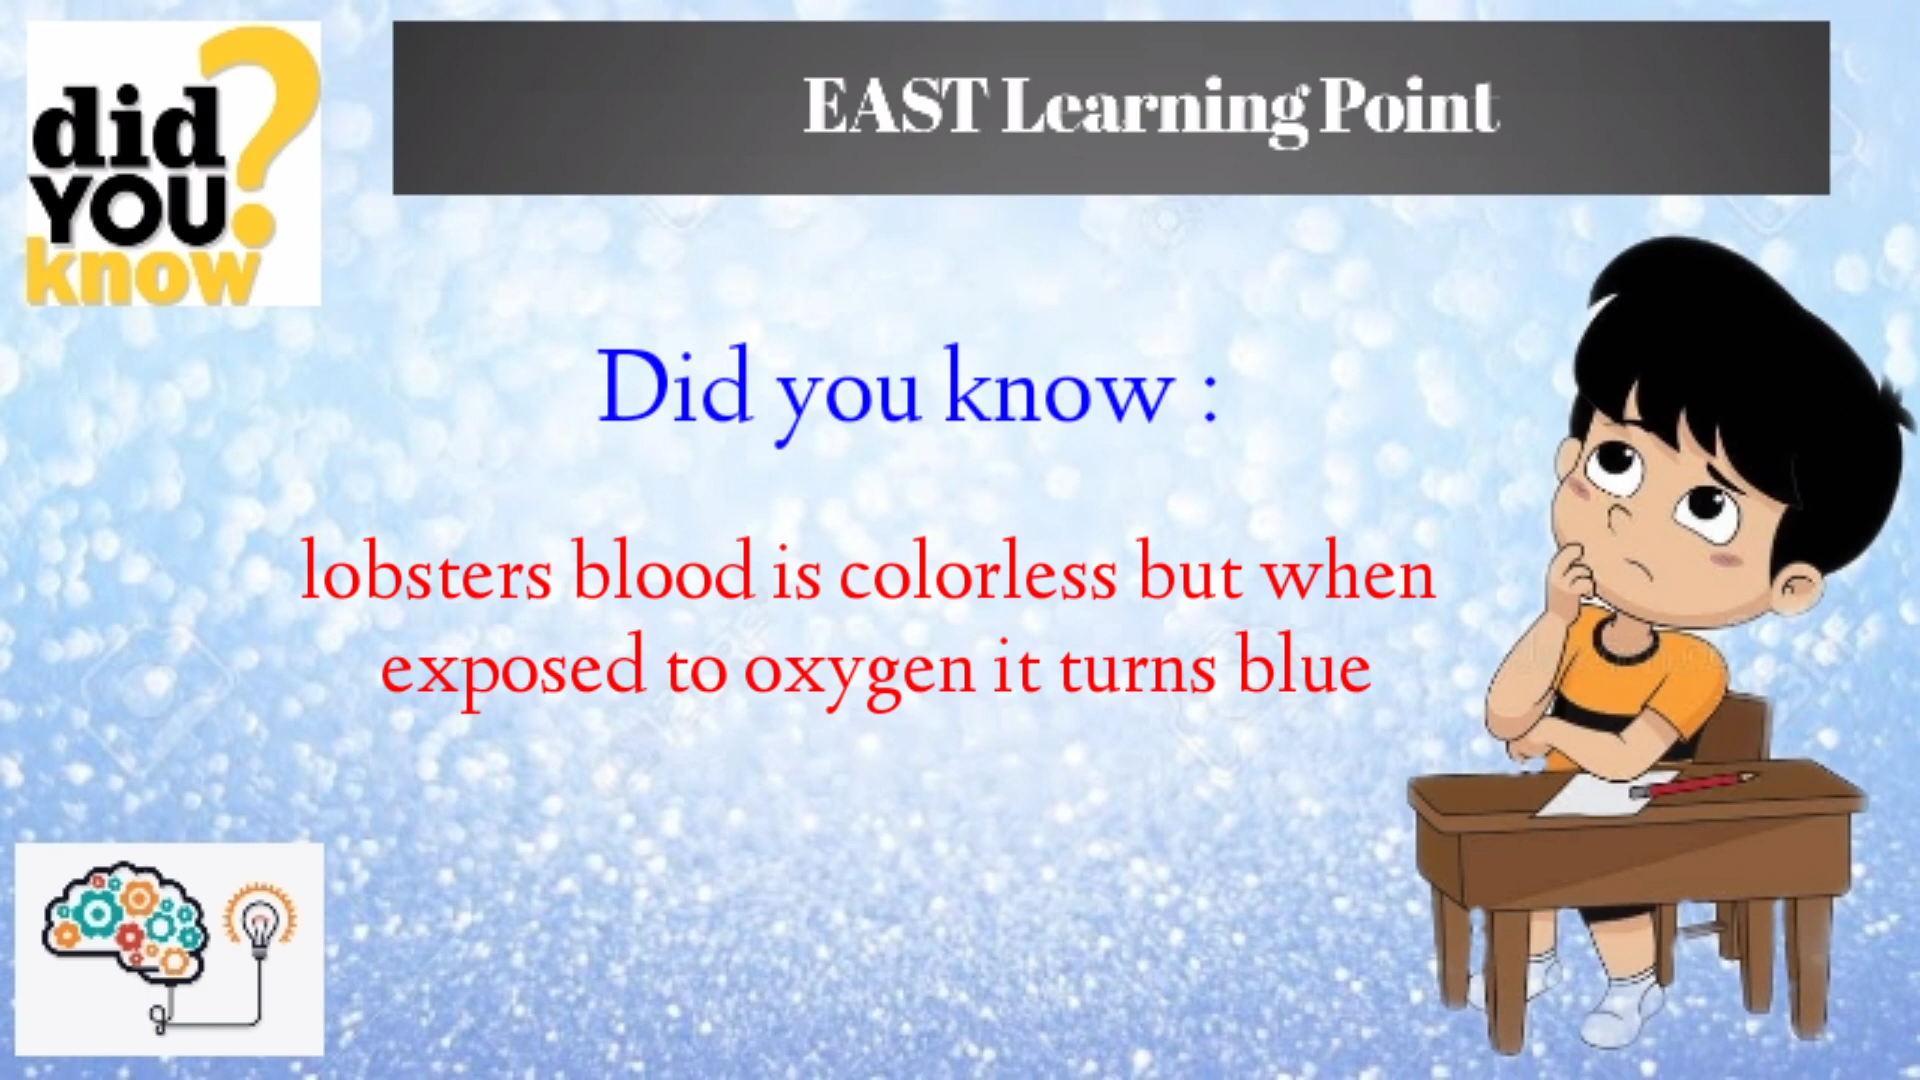 did
YOU
know?
EAST Learning Point
Did you know :
lobsters blood is colorless but when
exposed to oxygen it turns blue